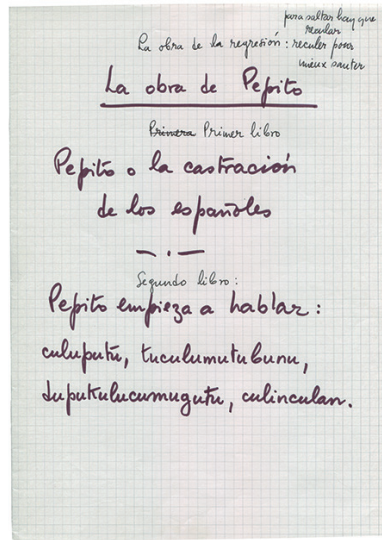 para saltar hay que
recular
La obra de la regresión : reculer pour
mieux sauter
La obra de Pepito
Primera Primer libro
Pepito o la castración
de los españoles
Segundo libro :
Pepito empieza a hablar :
culuputu, tuculumutubunu,
duputulucumugutu, culinculan.